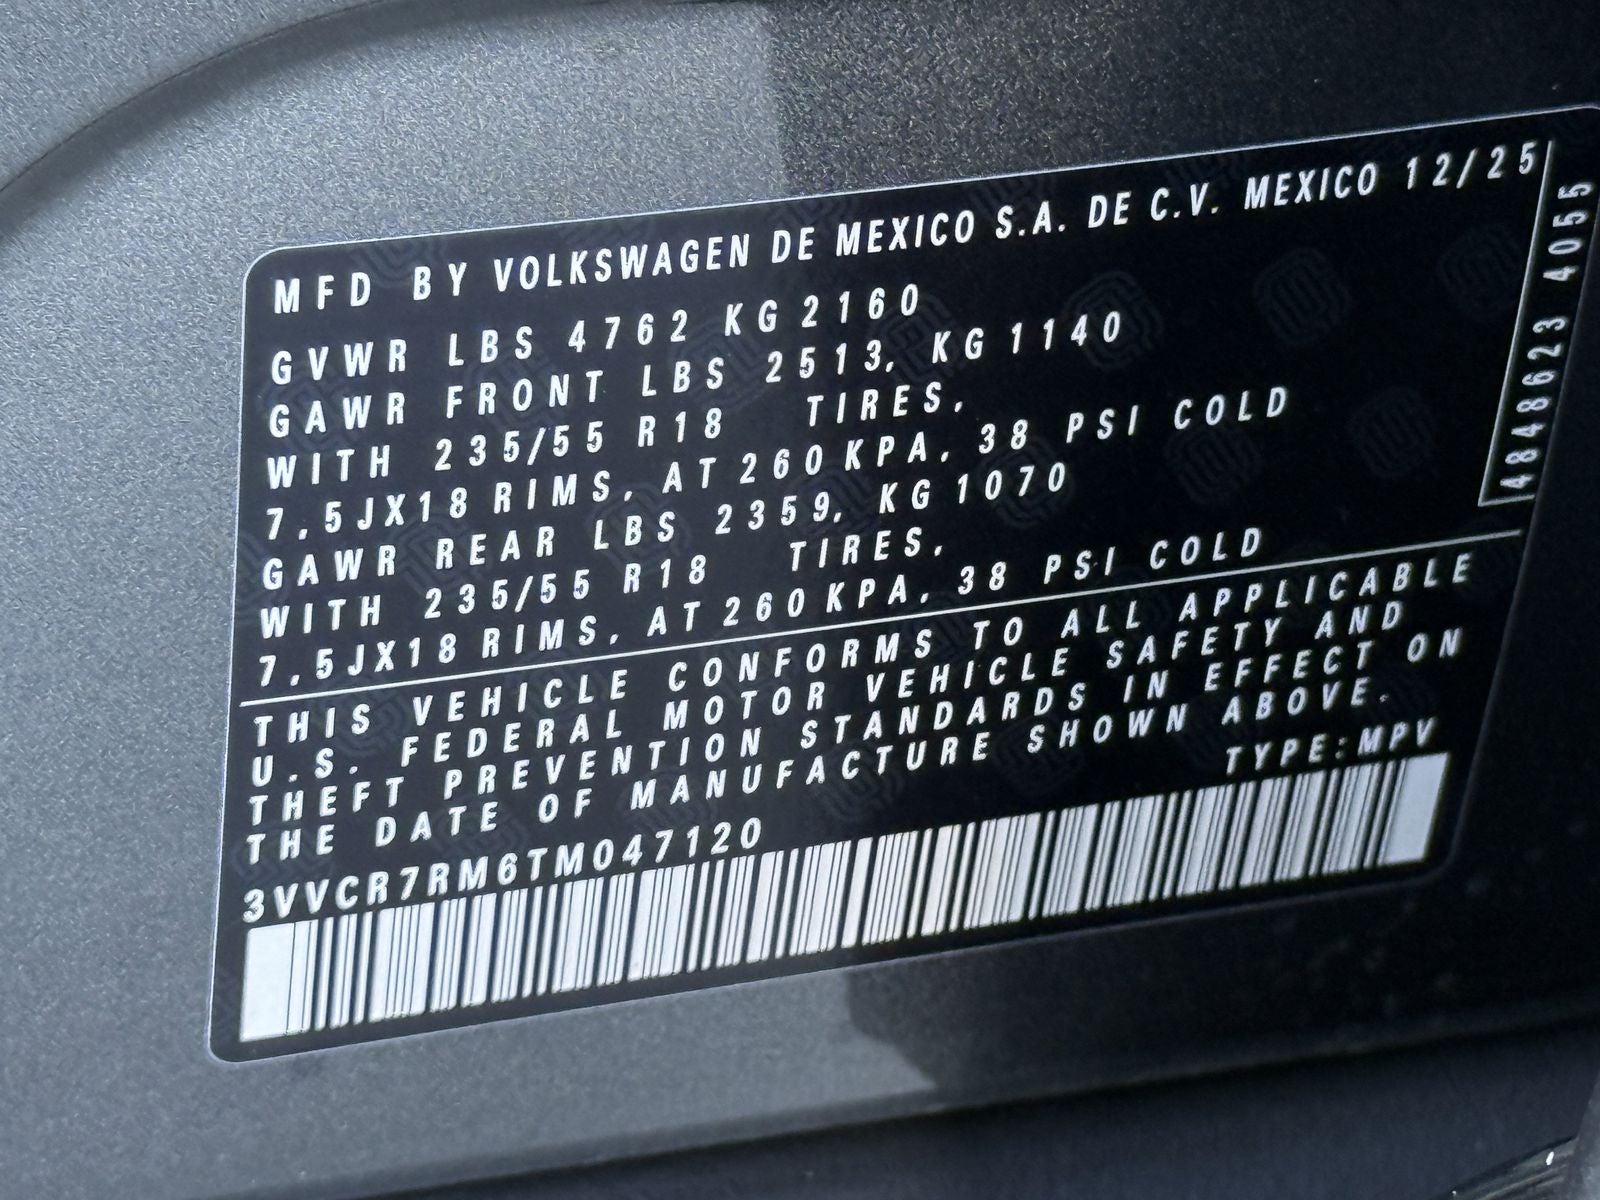 MFD BY VOLKSWAGEN DE MEXICO S.A. DE C.V. MEXICO 12/25
GVWR LBS 4762 KG 2160
GAWR FRONT LBS 2513, KG 1140
WITH 235/55 R18 TIRES,
7,5JX18 RIMS, AT 260 KPA, 38 PSI COLD
GAWR REAR LBS 2359, KG 1070
WITH 235/55 R18 TIRES,
7,5JX18 RIMS, AT 260 KPA, 38 PSI COLD
4848623 4055
THIS VEHICLE CONFORMS TO ALL APPLICABLE
U.S. FEDERAL MOTOR VEHICLE SAFETY AND
THEFT PREVENTION STANDARDS IN EFFECT ON
THE DATE OF MANUFACTURE SHOWN ABOVE.
TYPE:MPV
3VVCR7RM6TM047120